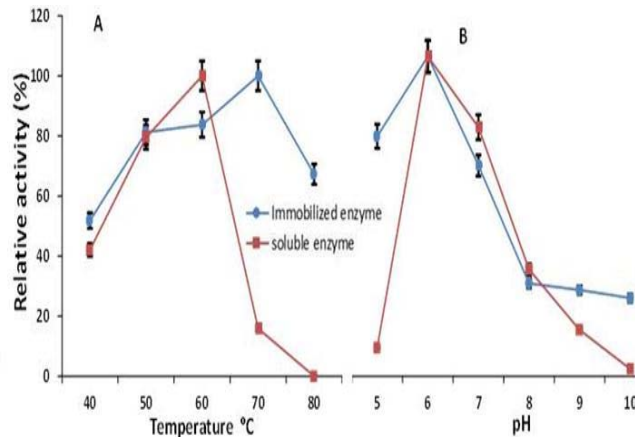 A
B
Relative activity (%)
120
100
80
60
40
20
0
Immobilized enzyme
soluble enzyme
40 50 60 70 80
5 6 7 8 9 10
Temperature °C
pH